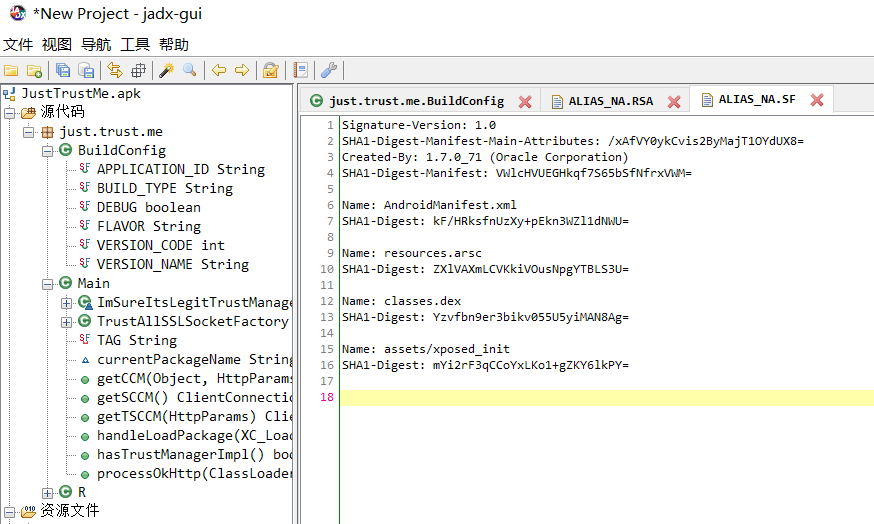 *New Project - jadx-gui
文件 视图 导航 工具 帮助
JustTrustMe.apk
源代码
just.trust.me
BuildConfig
APPLICATION_ID String
BUILD_TYPE String
DEBUG boolean
FLAVOR String
VERSION_CODE int
VERSION_NAME String
Main
ImSureItsLegitTrustManage
TrustAllSSLSocketFactory
TAG String
currentPackageName String
getCCM(Object, HttpParams
getSCCM() ClientConnectio
getTSCCM(HttpParams) Clie
handleLoadPackage(XC_Load
hasTrustManagerImpl() boo
processOkHttp(ClassLoader
R
资源文件
just.trust.me.BuildConfig ALIAS_NA.RSA ALIAS_NA.SF
1 Signature-Version: 1.0
2 SHA1-Digest-Manifest-Main-Attributes: /xAfVY0ykCvis2ByMajT1OYdUX8=
3 Created-By: 1.7.0_71 (Oracle Corporation)
4 SHA1-Digest-Manifest: VWlcHVUEGHkqf7S65bSfNfrxVWM=
5
6 Name: AndroidManifest.xml
7 SHA1-Digest: kF/HRksfnUzXy+pEkn3WZl1dNWU=
8
9 Name: resources.arsc
10 SHA1-Digest: ZXlVAXmLCVKkiVOusNpgYTBLS3U=
11
12 Name: classes.dex
13 SHA1-Digest: Yzvfbn9er3bikv055U5yiMAN8Ag=
14
15 Name: assets/xposed_init
16 SHA1-Digest: mYi2rF3qCCoYxLKo1+gZKY6lkPY=
17
18